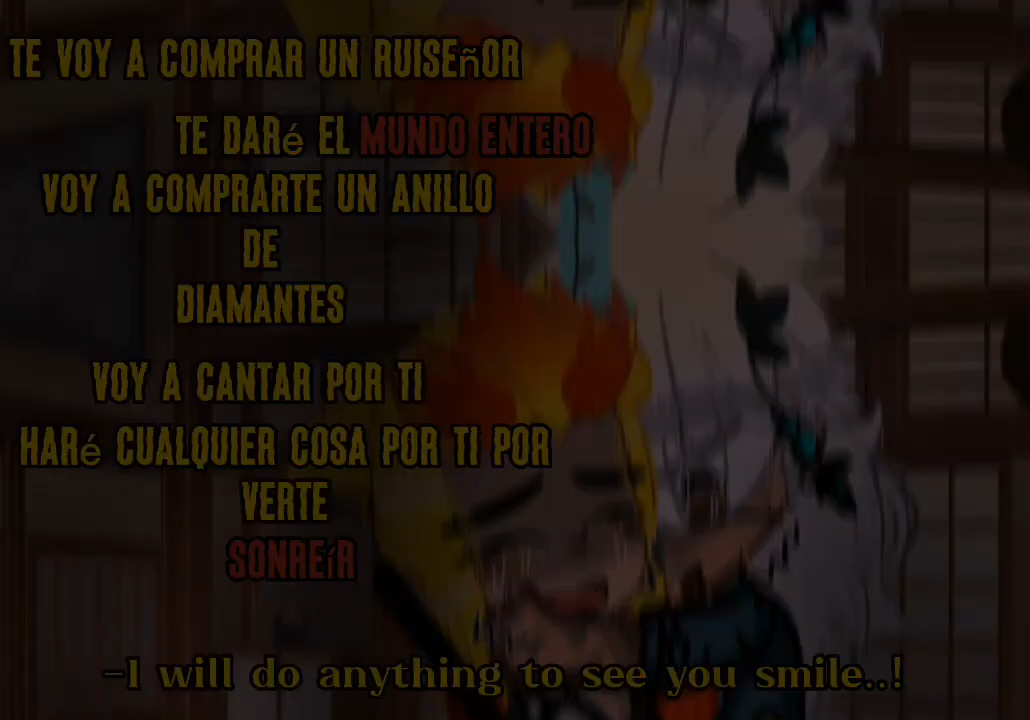 TE VOY A COMPRAR UN RUISEñOR
TE DARé EL MUNDO ENTERO
VOY A COMPRARTE UN ANILLO
DE
DIAMANTES
VOY A CANTAR POR TI
HARé CUALQUIER COSA POR TI POR
VERTE
SONREíR
-I will do anything to see you smile..!